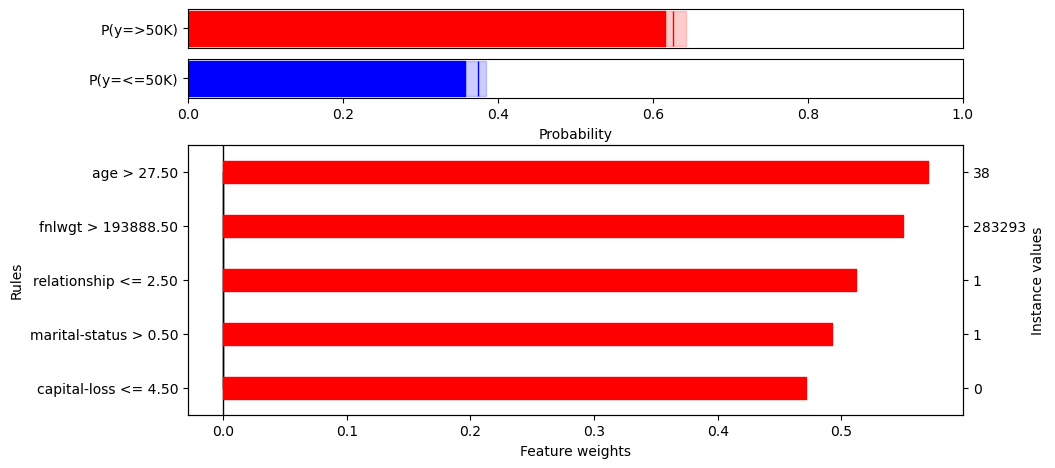 P(y=>50K)
P(y=<=50K)
0.0 0.2 0.4 0.6 0.8 1.0
Probability
Rules
age > 27.50 38
fnlwgt > 193888.50 283293
relationship <= 2.50 1
marital-status > 0.50 1
capital-loss <= 4.50 0
Instance values
0.0 0.1 0.2 0.3 0.4 0.5
Feature weights